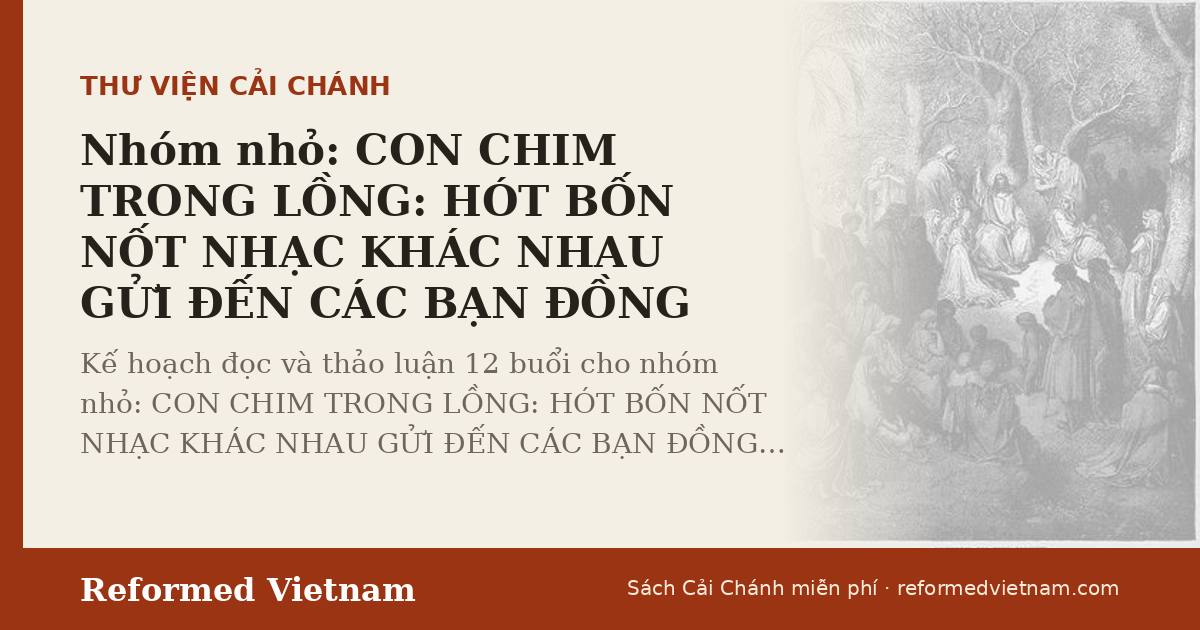 THƯ VIỆN CẢI CHÁNH
Nhóm nhỏ: CON CHIM
TRONG LỒNG: HÓT BỐN
NỐT NHẠC KHÁC NHAU
GỬI ĐẾN CÁC BẠN ĐỒNG
Kế hoạch đọc và thảo luận 12 buổi cho nhóm
nhỏ: CON CHIM TRONG LỒNG: HÓT BỐN NỐT
NHẠC KHÁC NHAU GỬI ĐẾN CÁC BẠN ĐỒNG...
Reformed Vietnam
Sách Cải Chánh miễn phí · reformedvietnam.com